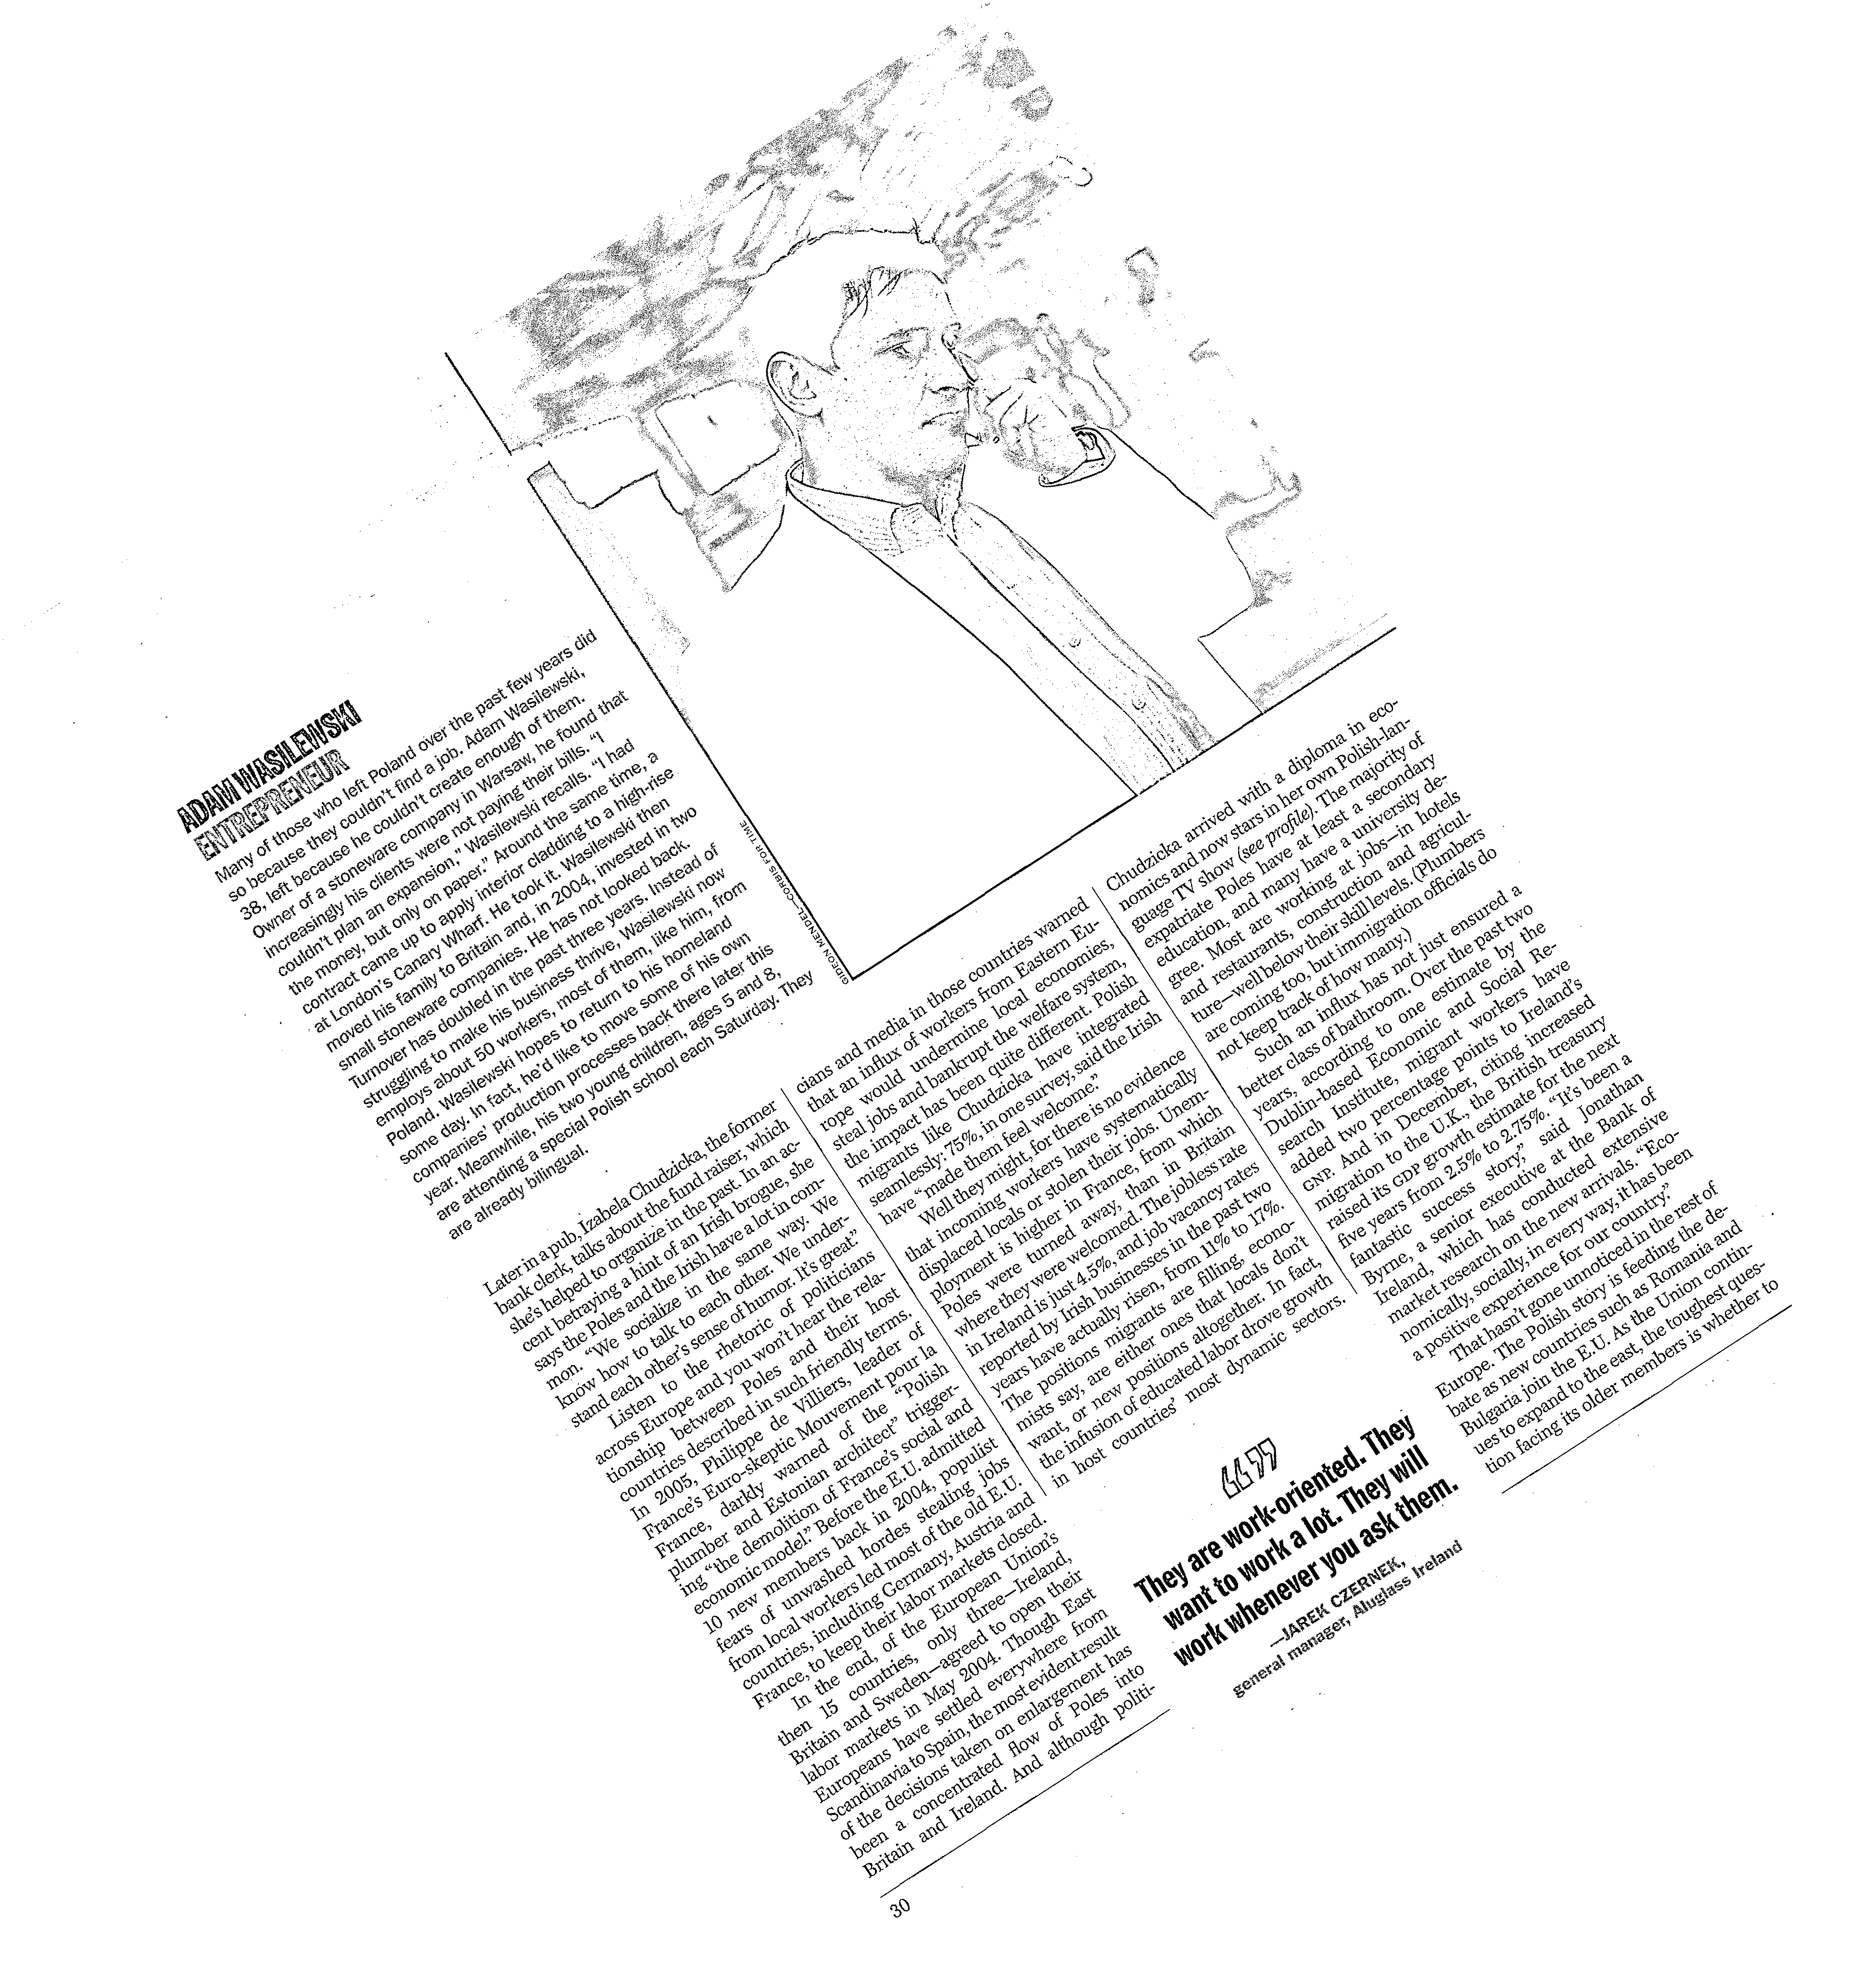 ADAM WASILEWSKI
ENTREPRENEUR
Many of those who left Poland over the past few years did
so because they couldn't find a job. Adam Wasilewski,
38, left because he couldn't create enough of them.
Owner of a stoneware company in Warsaw, he found that
increasingly his clients were not paying their bills. "I
couldn't plan an expansion," Wasilewski recalls. "I had
the money, but only on paper." Around the same time, a
contract came up to apply interior cladding to a high-rise
at London's Canary Wharf. He took it. Wasilewski then
moved his family to Britain and, in 2004, invested in two
small stoneware companies. He has not looked back.
Turnover has doubled in the past three years. Instead of
struggling to make his business thrive, Wasilewski now
employs about 50 workers, most of them, like him, from
Poland. Wasilewski hopes to return to his homeland
some day. In fact, he'd like to move some of his own
companies' production processes back there later this
year. Meanwhile, his two young children, ages 5 and 8,
are attending a special Polish school each Saturday. They
are already bilingual.
GIDEON MENDEL—CORBIS FOR TIME
Later in a pub, Izabela Chudzicka, the former
bank clerk, talks about the fund raiser, which
she's helped to organize in the past. In an ac-
cent betraying a hint of an Irish brogue, she
says the Poles and the Irish have a lot in com-
mon. "We socialize in the same way. We
know how to talk to each other. We under-
stand each other's sense of humor. It's great."
Listen to the rhetoric of politicians
across Europe and you won't hear the rela-
tionship between Poles and their host
countries described in such friendly terms.
In 2005, Philippe de Villiers, leader of
France's Euro-skeptic Mouvement pour la
France, darkly warned of the "Polish
plumber and Estonian architect" trigger-
ing "the demolition of France's social and
economic model." Before the E.U. admitted
10 new members back in 2004, populist
fears of unwashed hordes stealing jobs
from local workers led most of the old E.U.
countries, including Germany, Austria and
France, to keep their labor markets closed.
In the end, of the European Union's
then 15 countries, only three—Ireland,
Britain and Sweden—agreed to open their
labor markets in May 2004. Though East
Europeans have settled everywhere from
Scandinavia to Spain, the most evident result
of the decisions taken on enlargement has
been a concentrated flow of Poles into
Britain and Ireland. And although politi-
cians and media in those countries warned
that an influx of workers from Eastern Eu-
rope would undermine local economies,
steal jobs and bankrupt the welfare system,
the impact has been quite different. Polish
migrants like Chudzicka have integrated
seamlessly: 75%, in one survey, said the Irish
have "made them feel welcome."
Well they might, for there is no evidence
that incoming workers have systematically
displaced locals or stolen their jobs. Unem-
ployment is higher in France, from which
Poles were turned away, than in Britain
where they were welcomed. The jobless rate
in Ireland is just 4.5%, and job vacancy rates
reported by Irish businesses in the past two
years have actually risen, from 11% to 17%.
The positions migrants are filling, econo-
mists say, are either ones that locals don't
want, or new positions altogether. In fact,
the infusion of educated labor drove growth
in host countries' most dynamic sectors.
Chudzicka arrived with a diploma in eco-
nomics and now stars in her own Polish-lan-
guage TV show (see profile). The majority of
expatriate Poles have at least a secondary
education, and many have a university de-
gree. Most are working at jobs—in hotels
and restaurants, construction and agricul-
ture—well below their skill levels. (Plumbers
are coming too, but immigration officials do
not keep track of how many.)
Such an influx has not just ensured a
better class of bathroom. Over the past two
years, according to one estimate by the
Dublin-based Economic and Social Re-
search Institute, migrant workers have
added two percentage points to Ireland's
GNP. And in December, citing increased
migration to the U.K., the British treasury
raised its GDP growth estimate for the next
five years from 2.5% to 2.75%. "It's been a
fantastic success story," said Jonathan
Byrne, a senior executive at the Bank of
Ireland, which has conducted extensive
market research on the new arrivals. "Eco-
nomically, socially, in every way, it has been
a positive experience for our country."
That hasn't gone unnoticed in the rest of
Europe. The Polish story is feeding the de-
bate as new countries such as Romania and
Bulgaria join the E.U. As the Union contin-
ues to expand to the east, the toughest ques-
tion facing its older members is whether to
“”
They are work-oriented. They
want to work a lot. They will
work whenever you ask them.
—JAREK CZERNEK,
general manager, Aluglass Ireland
30